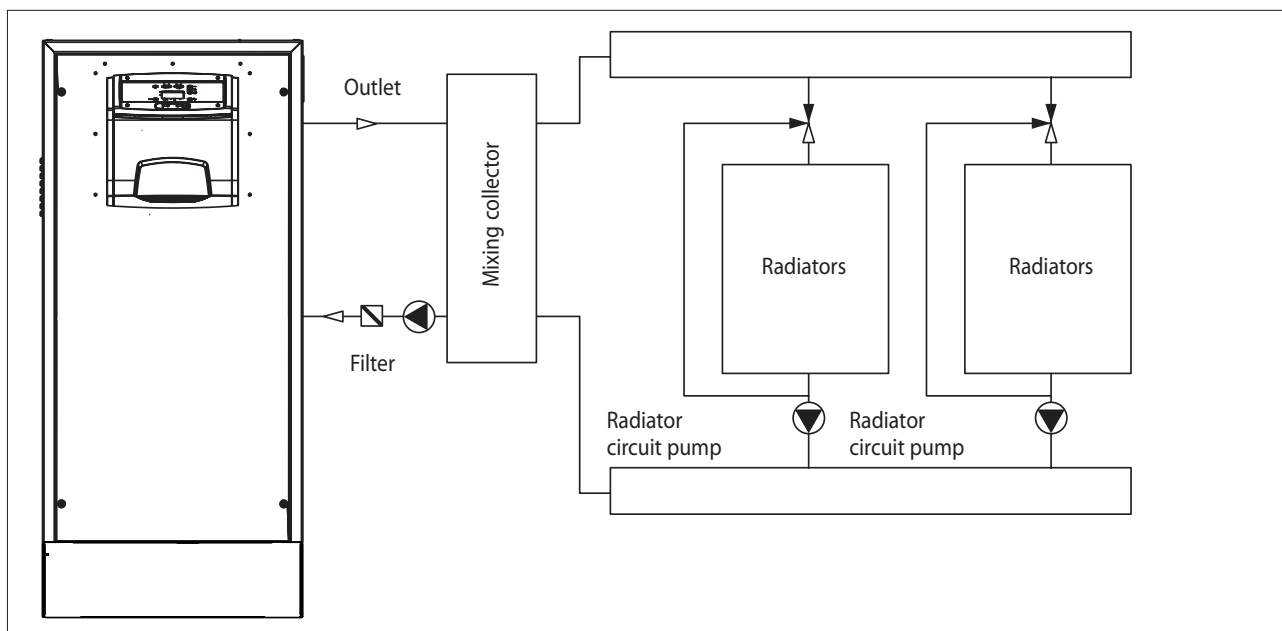 Outlet
Mixing collector
Filter
Radiators
Radiators
Radiator
circuit pump
Radiator
circuit pump